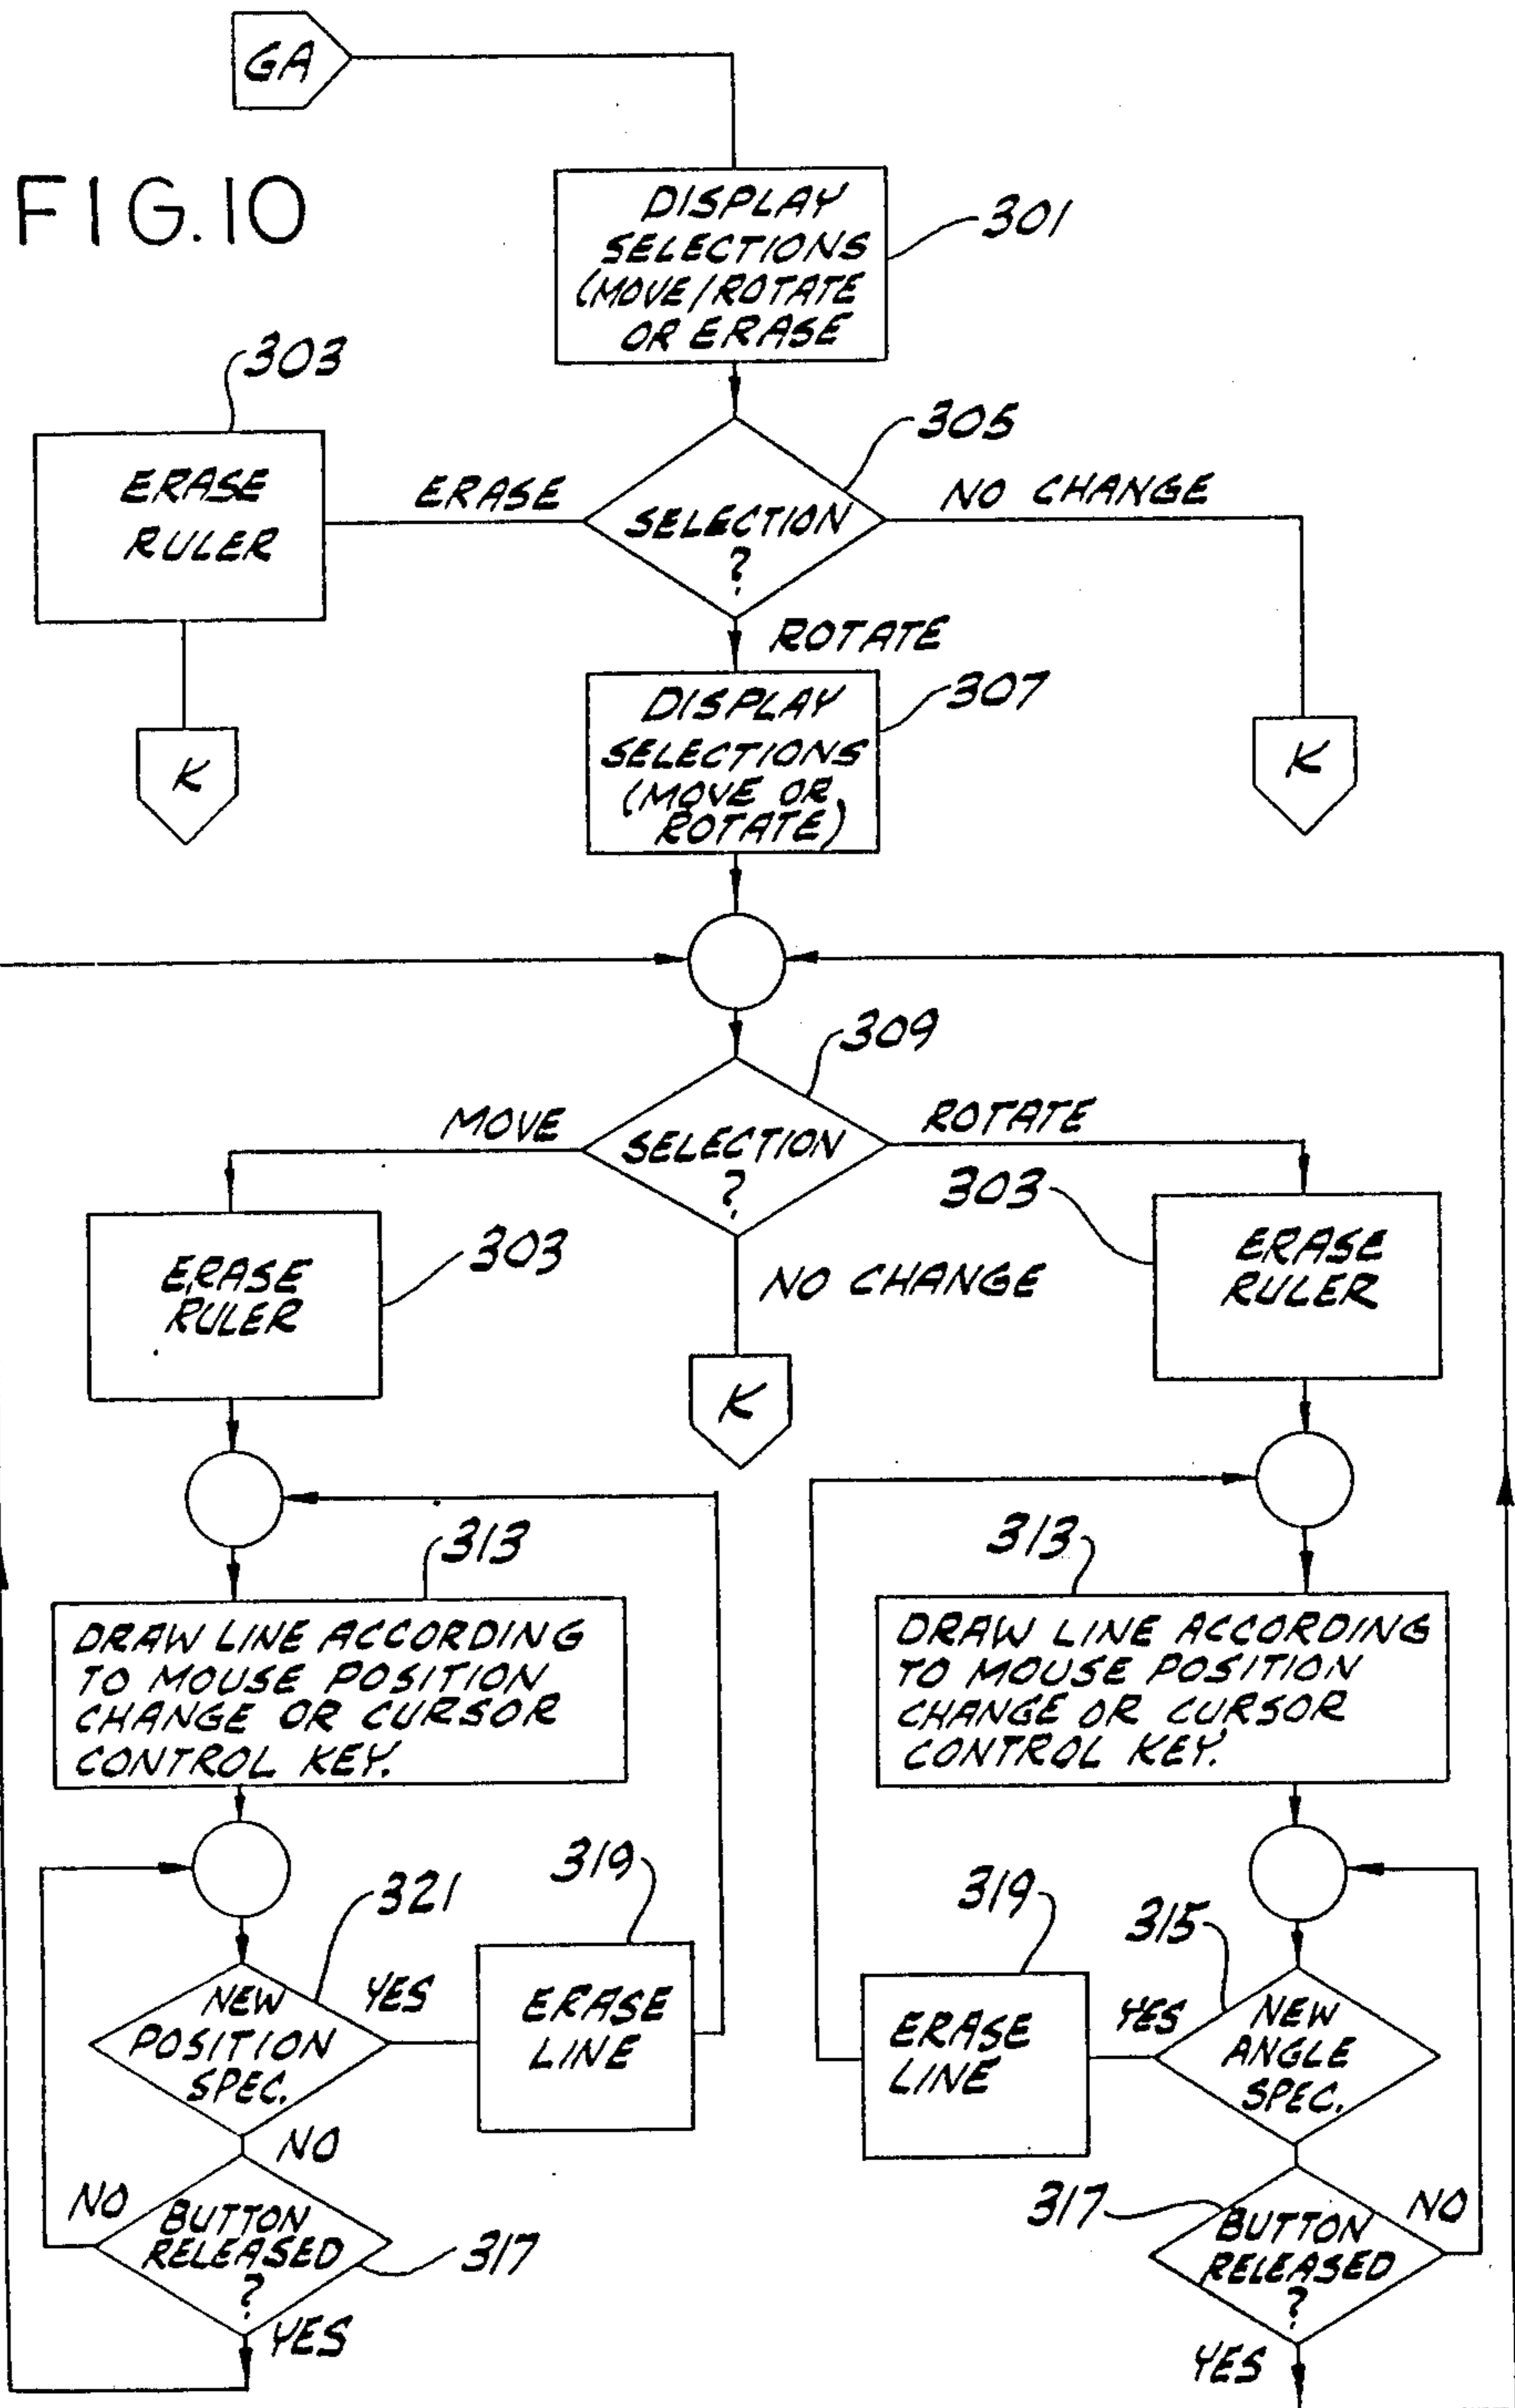 GA
FIG. 10
DISPLAY
SELECTIONS
(MOVE/ROTATE
OR ERASE
301
303
305
ERASE
RULER
ERASE
SELECTION
?
NO CHANGE
ROTATE
K
DISPLAY
SELECTIONS
(MOVE OR
ROTATE)
307
K
309
MOVE
SELECTION
?
ROTATE
303
ERASE
RULER
303
NO CHANGE
ERASE
RULER
K
313
313
DRAW LINE ACCORDING
TO MOUSE POSITION
CHANGE OR CURSOR
CONTROL KEY.
DRAW LINE ACCORDING
TO MOUSE POSITION
CHANGE OR CURSOR
CONTROL KEY.
321
319
319
315
NEW
POSITION
SPEC.
YES
ERASE
LINE
ERASE
LINE
YES
NEW
ANGLE
SPEC.
NO
NO
BUTTON
RELEASED
?
317
YES
317
BUTTON
RELEASED
?
NO
YES